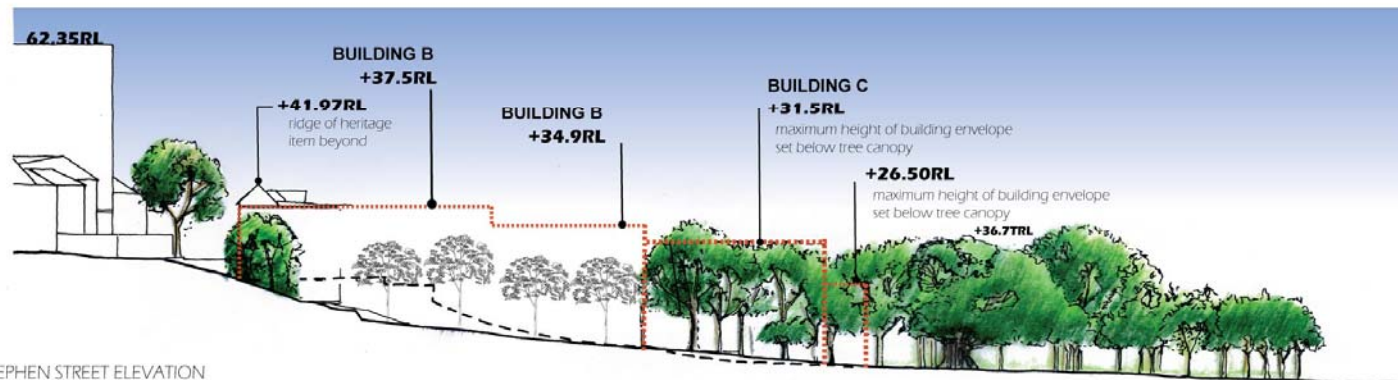 62.35RL
BUILDING B
+37.5RL
+41.97RL
ridge of heritage
item beyond
BUILDING B
+34.9RL
BUILDING C
+31.5RL
maximum height of building envelope
set below tree canopy
+26.50RL
maximum height of building envelope
set below tree canopy
+36.7TRL
EPHEN STREET ELEVATION